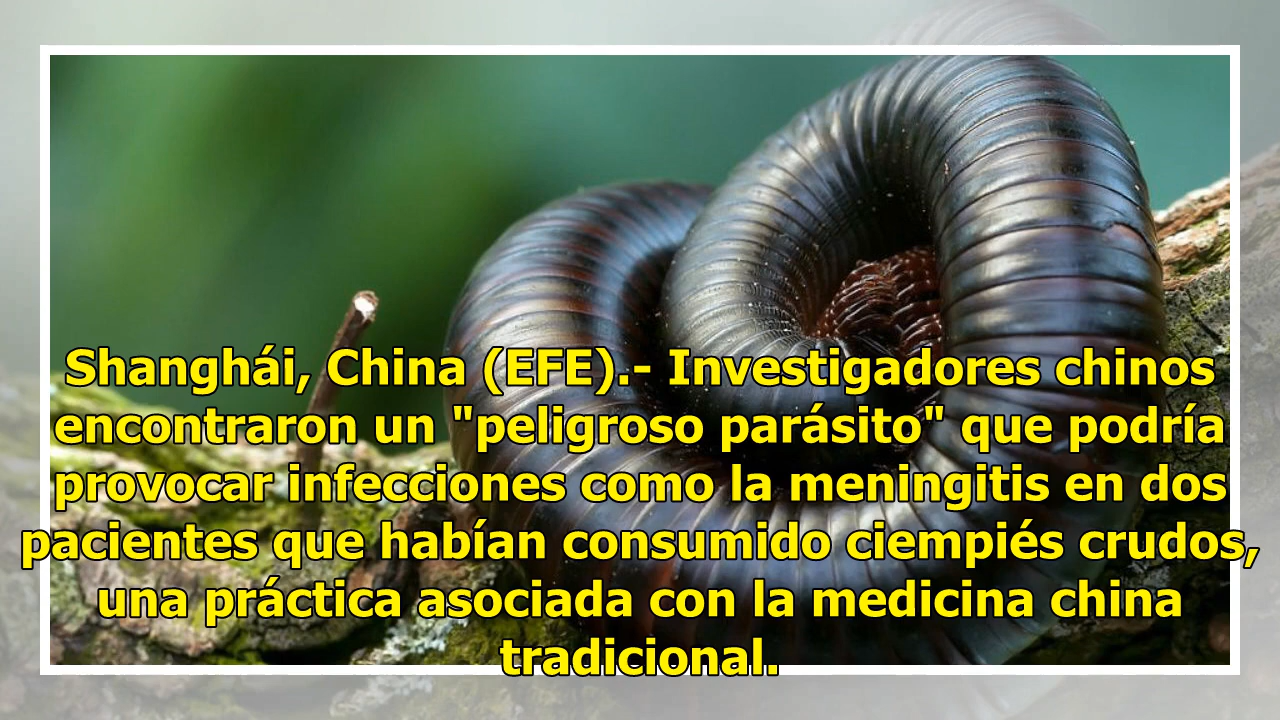 Shanghái, China (EFE).- Investigadores chinos
encontraron un "peligroso parásito" que podría
provocar infecciones como la meningitis en dos
pacientes que habían consumido ciempiés crudos,
una práctica asociada con la medicina china
tradicional.